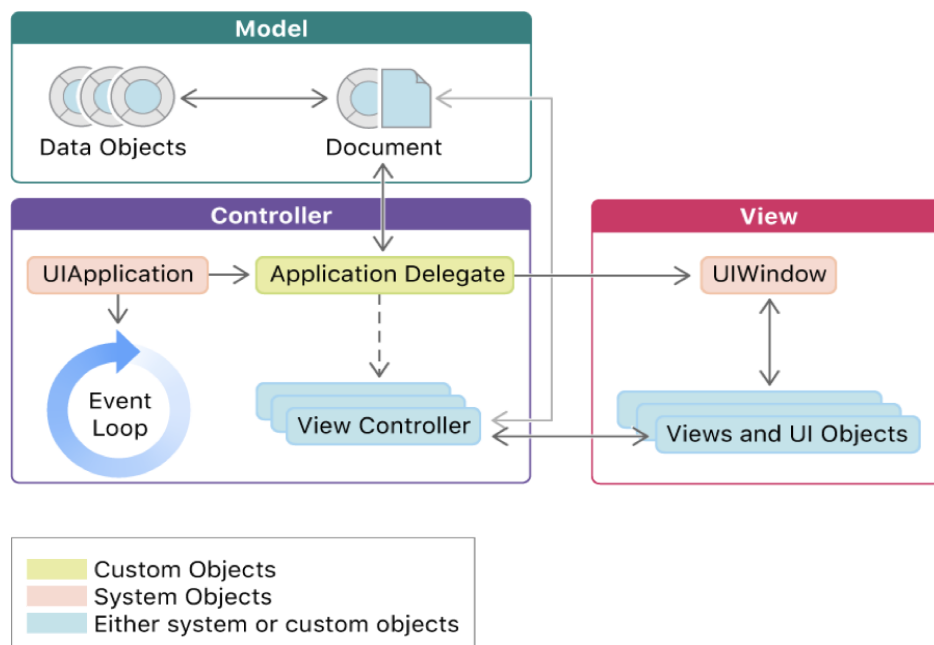 Model
Data Objects
Document
Controller
View
UIApplication
Application Delegate
UIWindow
Event
Loop
View Controller
Views and UI Objects
Custom Objects
System Objects
Either system or custom objects